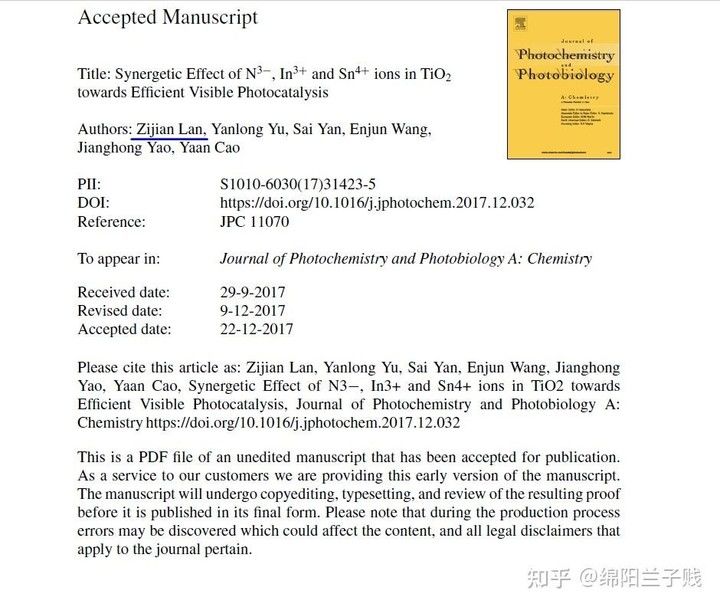 Accepted Manuscript
Journal of
Photochemistry
and
Photobiology
A: Chemistry
Title: Synergetic Effect of N3−, In3+ and Sn4+ ions in TiO2
towards Efficient Visible Photocatalysis
Authors: Zijian Lan, Yanlong Yu, Sai Yan, Enjun Wang,
Jianghong Yao, Yaan Cao
PII: S1010-6030(17)31423-5
DOI: https://doi.org/10.1016/j.jphotochem.2017.12.032
Reference: JPC 11070
To appear in: Journal of Photochemistry and Photobiology A: Chemistry
Received date: 29-9-2017
Revised date: 9-12-2017
Accepted date: 22-12-2017
Please cite this article as: Zijian Lan, Yanlong Yu, Sai Yan, Enjun Wang, Jianghong
Yao, Yaan Cao, Synergetic Effect of N3−, In3+ and Sn4+ ions in TiO2 towards
Efficient Visible Photocatalysis, Journal of Photochemistry and Photobiology A:
Chemistry https://doi.org/10.1016/j.jphotochem.2017.12.032
This is a PDF file of an unedited manuscript that has been accepted for publication.
As a service to our customers we are providing this early version of the manuscript.
The manuscript will undergo copyediting, typesetting, and review of the resulting proof
before it is published in its final form. Please note that during the production process
errors may be discovered which could affect the content, and all legal disclaimers that
apply to the journal pertain.
知乎 @绵阳兰子贱